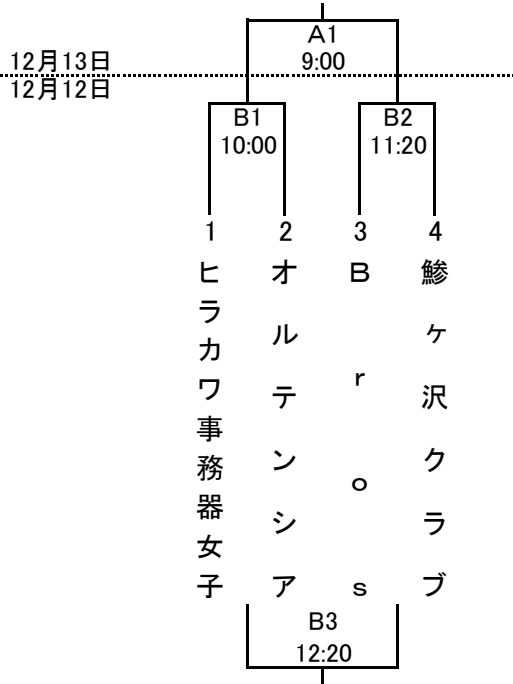 A1
12月13日
9:00
12月12日
B1
B2
10:00
11:20
1
2
3
4
ヒラカワ事務器女子
オルテンシア
Bros
鰺ヶ沢クラブ
B3
12:20